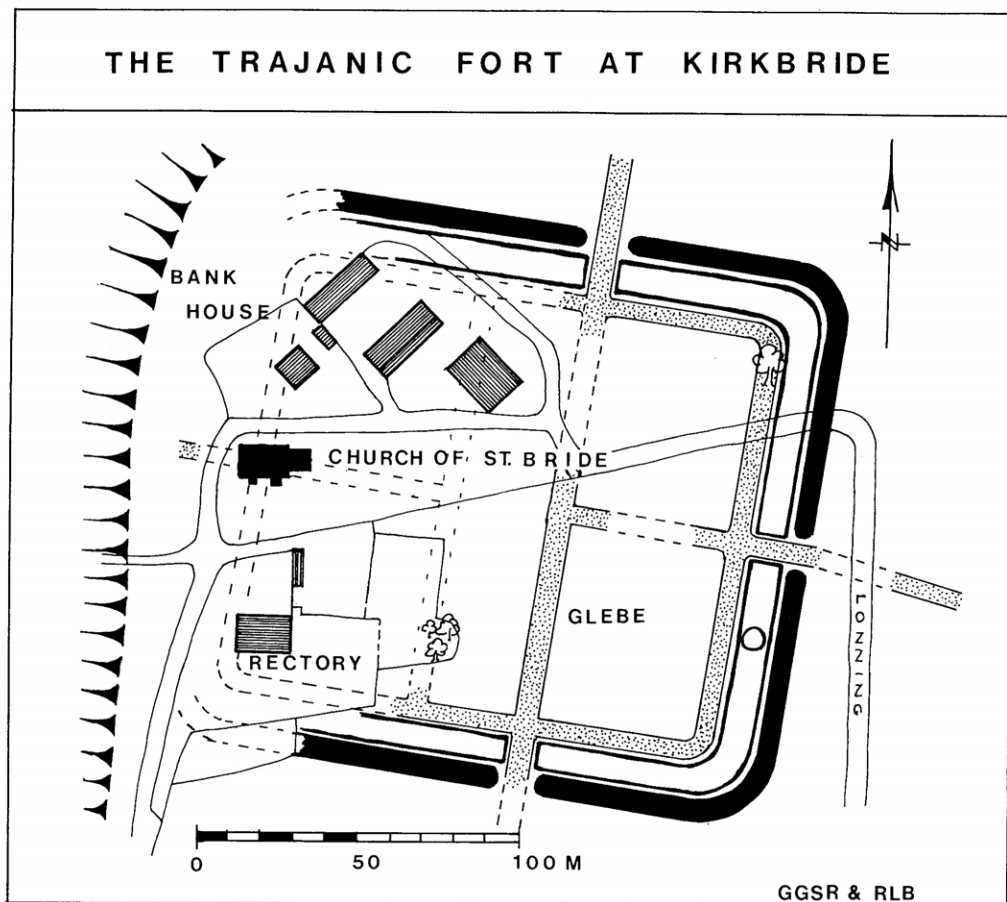 THE TRAJANIC FORT AT KIRKBRIDE
N
BANK
HOUSE
CHURCH OF ST. BRIDE
GLEBE
RECTORY
LONNING
0 50 100 M
GGSR & RLB